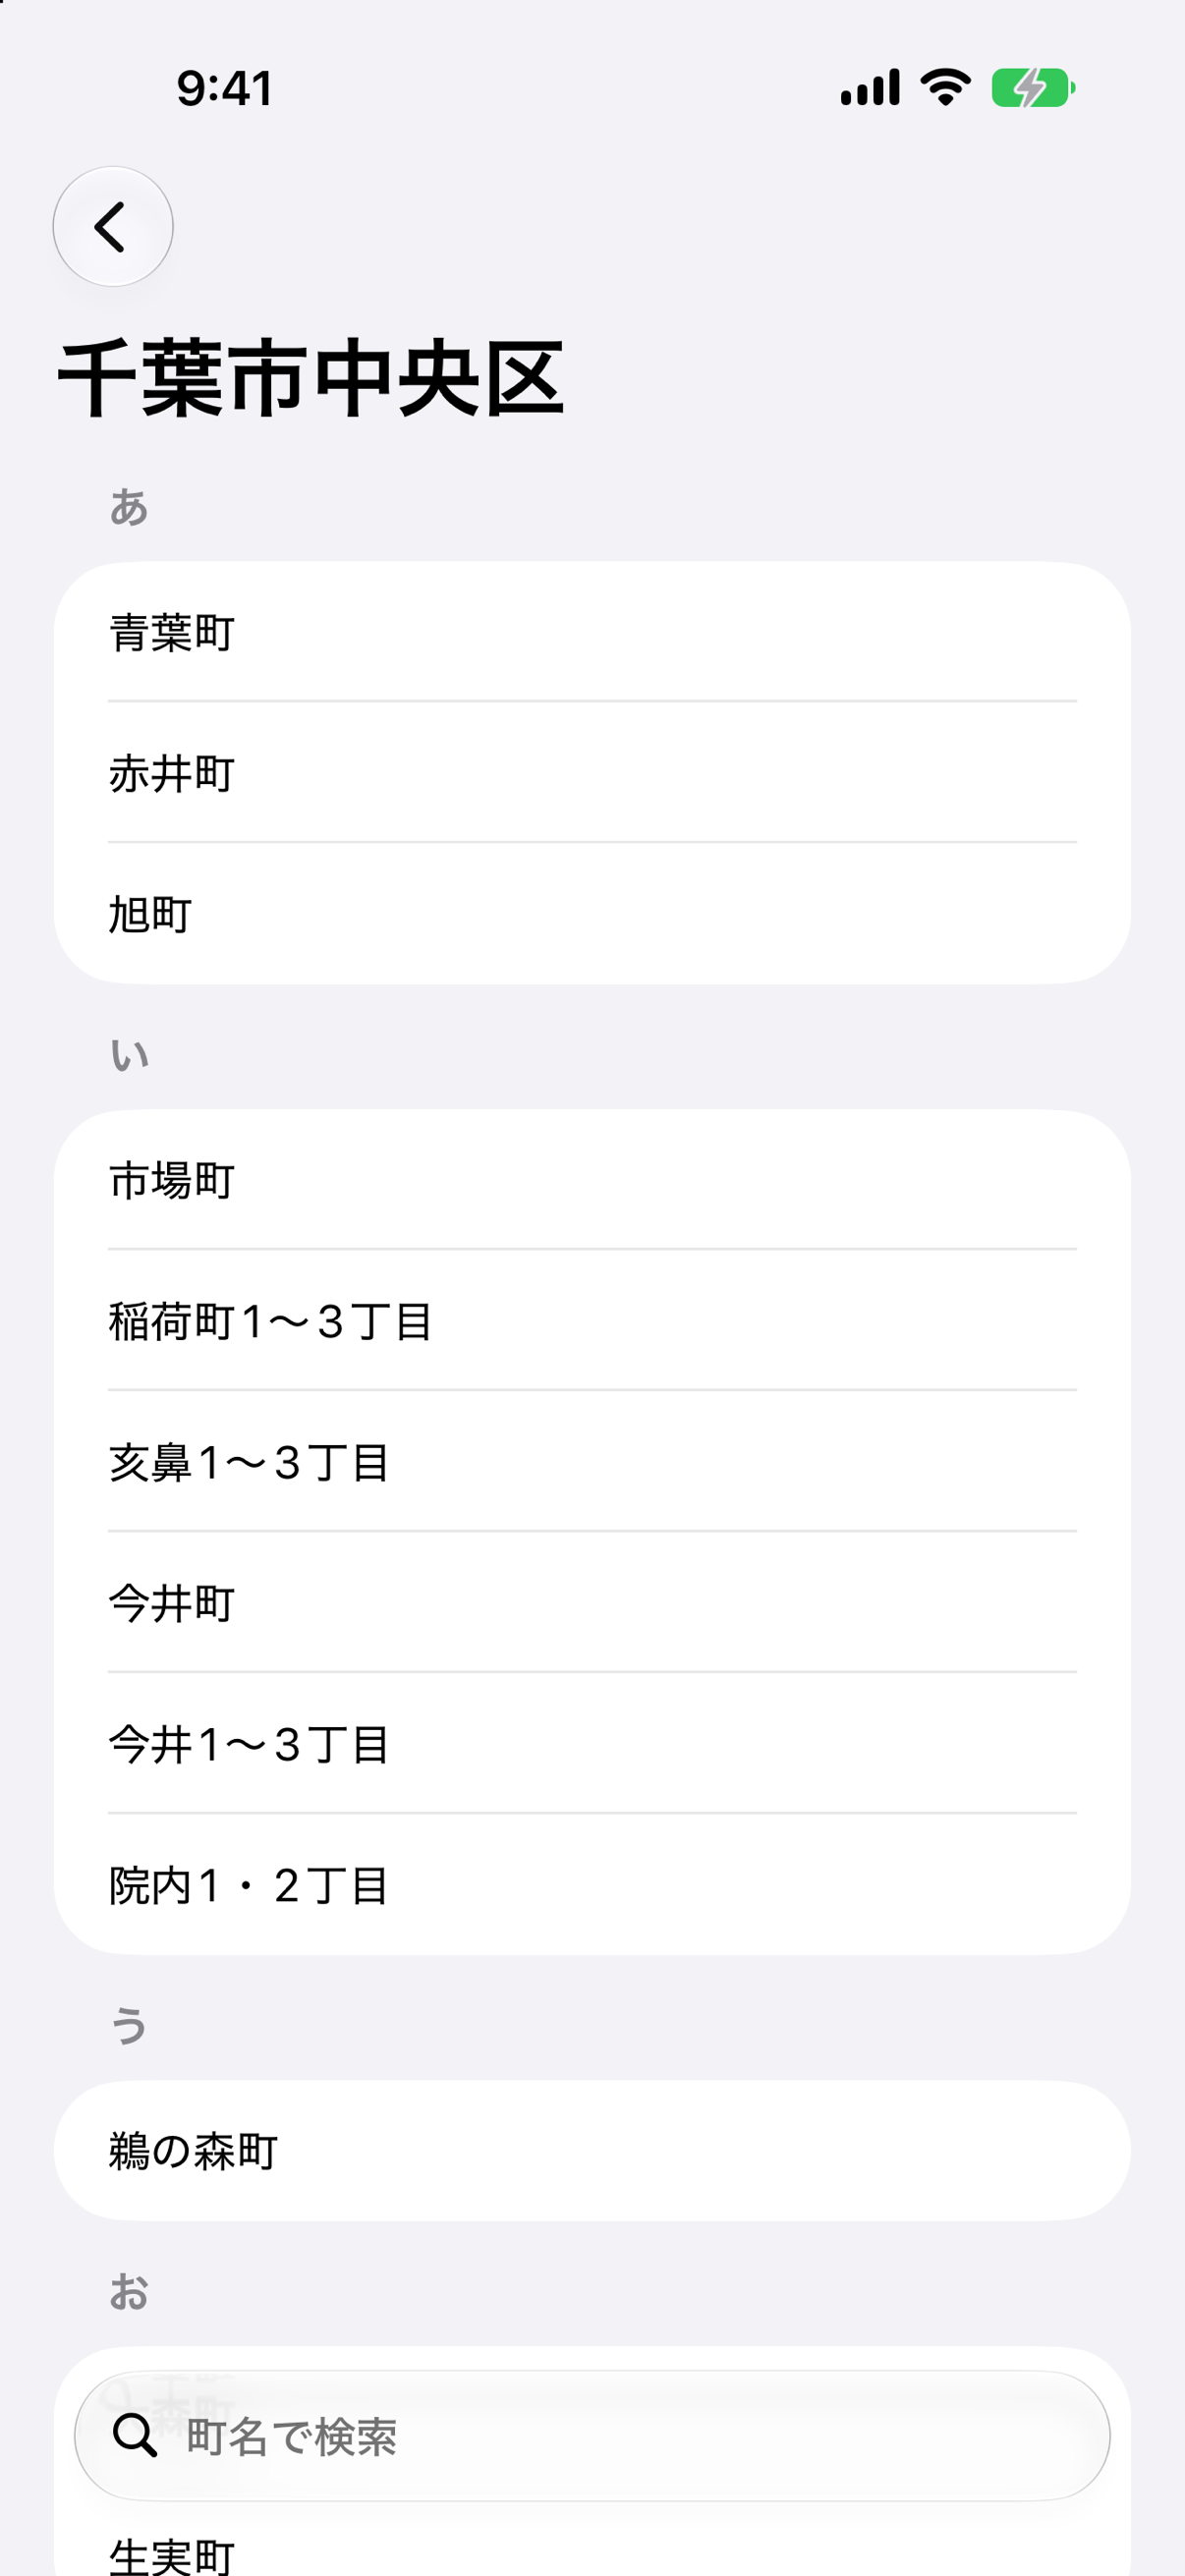 9:41
千葉市中央区
あ
青葉町
赤井町
旭町
い
市場町
稲荷町1〜3丁目
亥鼻1〜3丁目
今井町
今井1〜3丁目
院内1・2丁目
う
鵜の森町
お
町名で検索
生実町